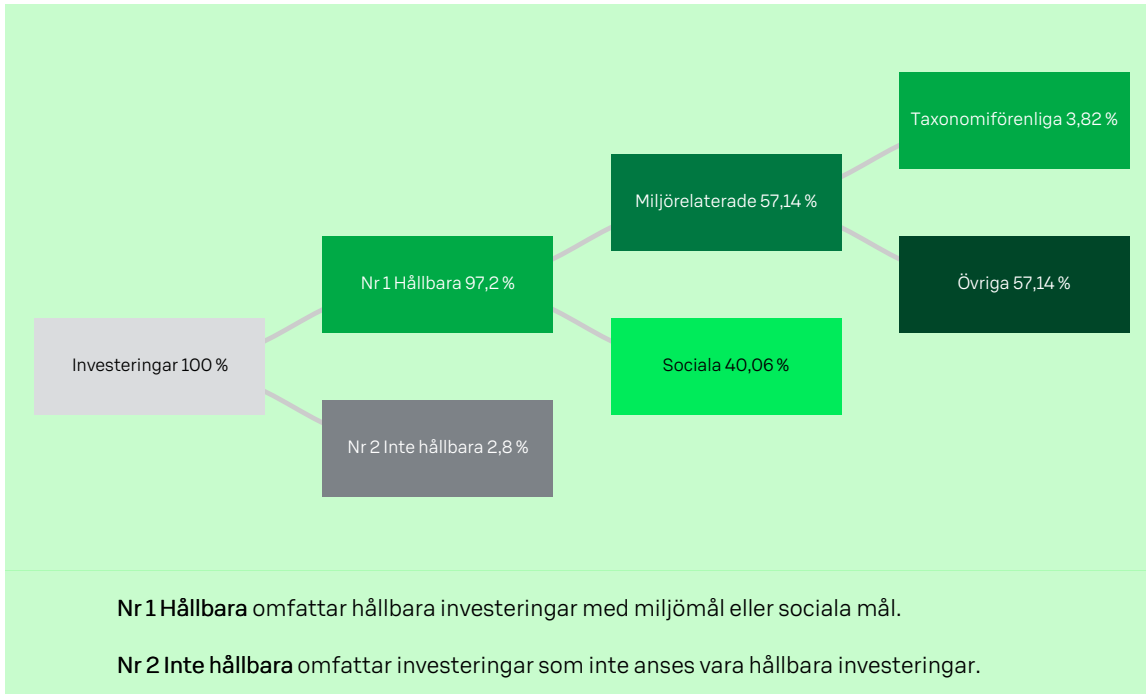 Taxonomiförenliga 3,82 %
Miljörelaterade 57,14 %
Nr 1 Hållbara 97,2 %
Övriga 57,14 %
Investeringar 100 %
Sociala 40,06 %
Nr 2 Inte hållbara 2,8 %
Nr 1 Hållbara omfattar hållbara investeringar med miljömål eller sociala mål.
Nr 2 Inte hållbara omfattar investeringar som inte anses vara hållbara investeringar.